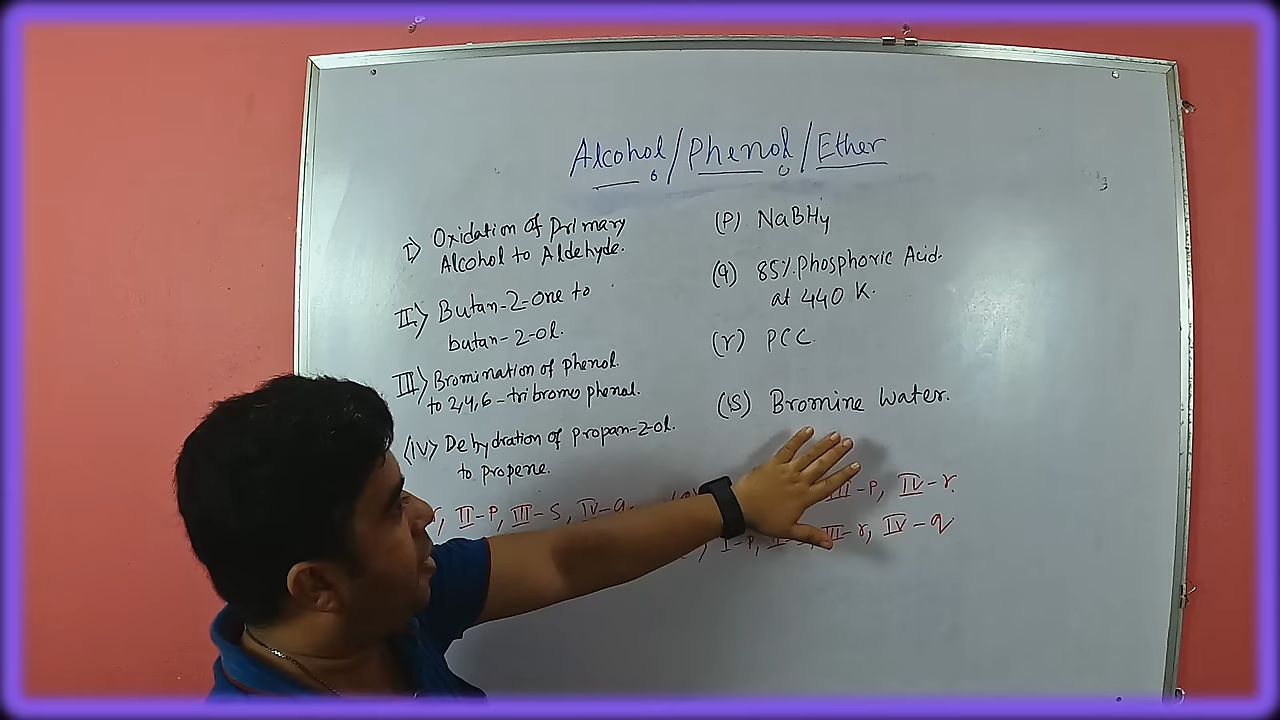 Alcohol/Phenol/Ether
I) Oxidation of primary
Alcohol to Aldehyde.
II) Butan-2-one to
butan-2-ol.
III) Bromination of phenol
to 2,4,6-tribromo phenol.
(IV) Dehydration of propan-2-ol.
to propene.
(P) NaBH4
(q) 85% Phosphoric Acid.
at 440 K.
(r) PCC.
(S) Bromine Water.
r, II-P, III-S, IV-q.
III-P, IV-r.
I-P, III-r, IV-q